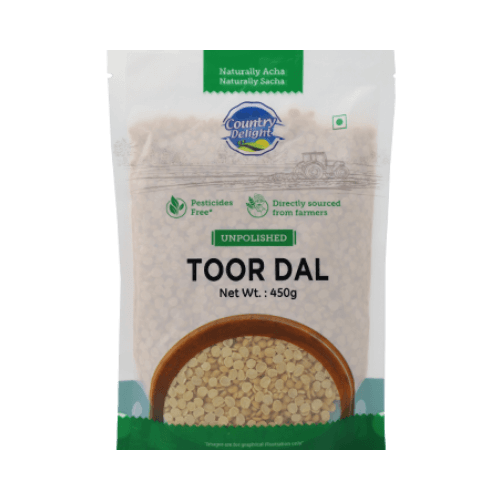 Naturally Acha
Naturally Sacha
Country
Delight
Pesticides
Free*
Directly sourced
from farmers
UNPOLISHED
TOOR DAL
Net Wt. : 450g